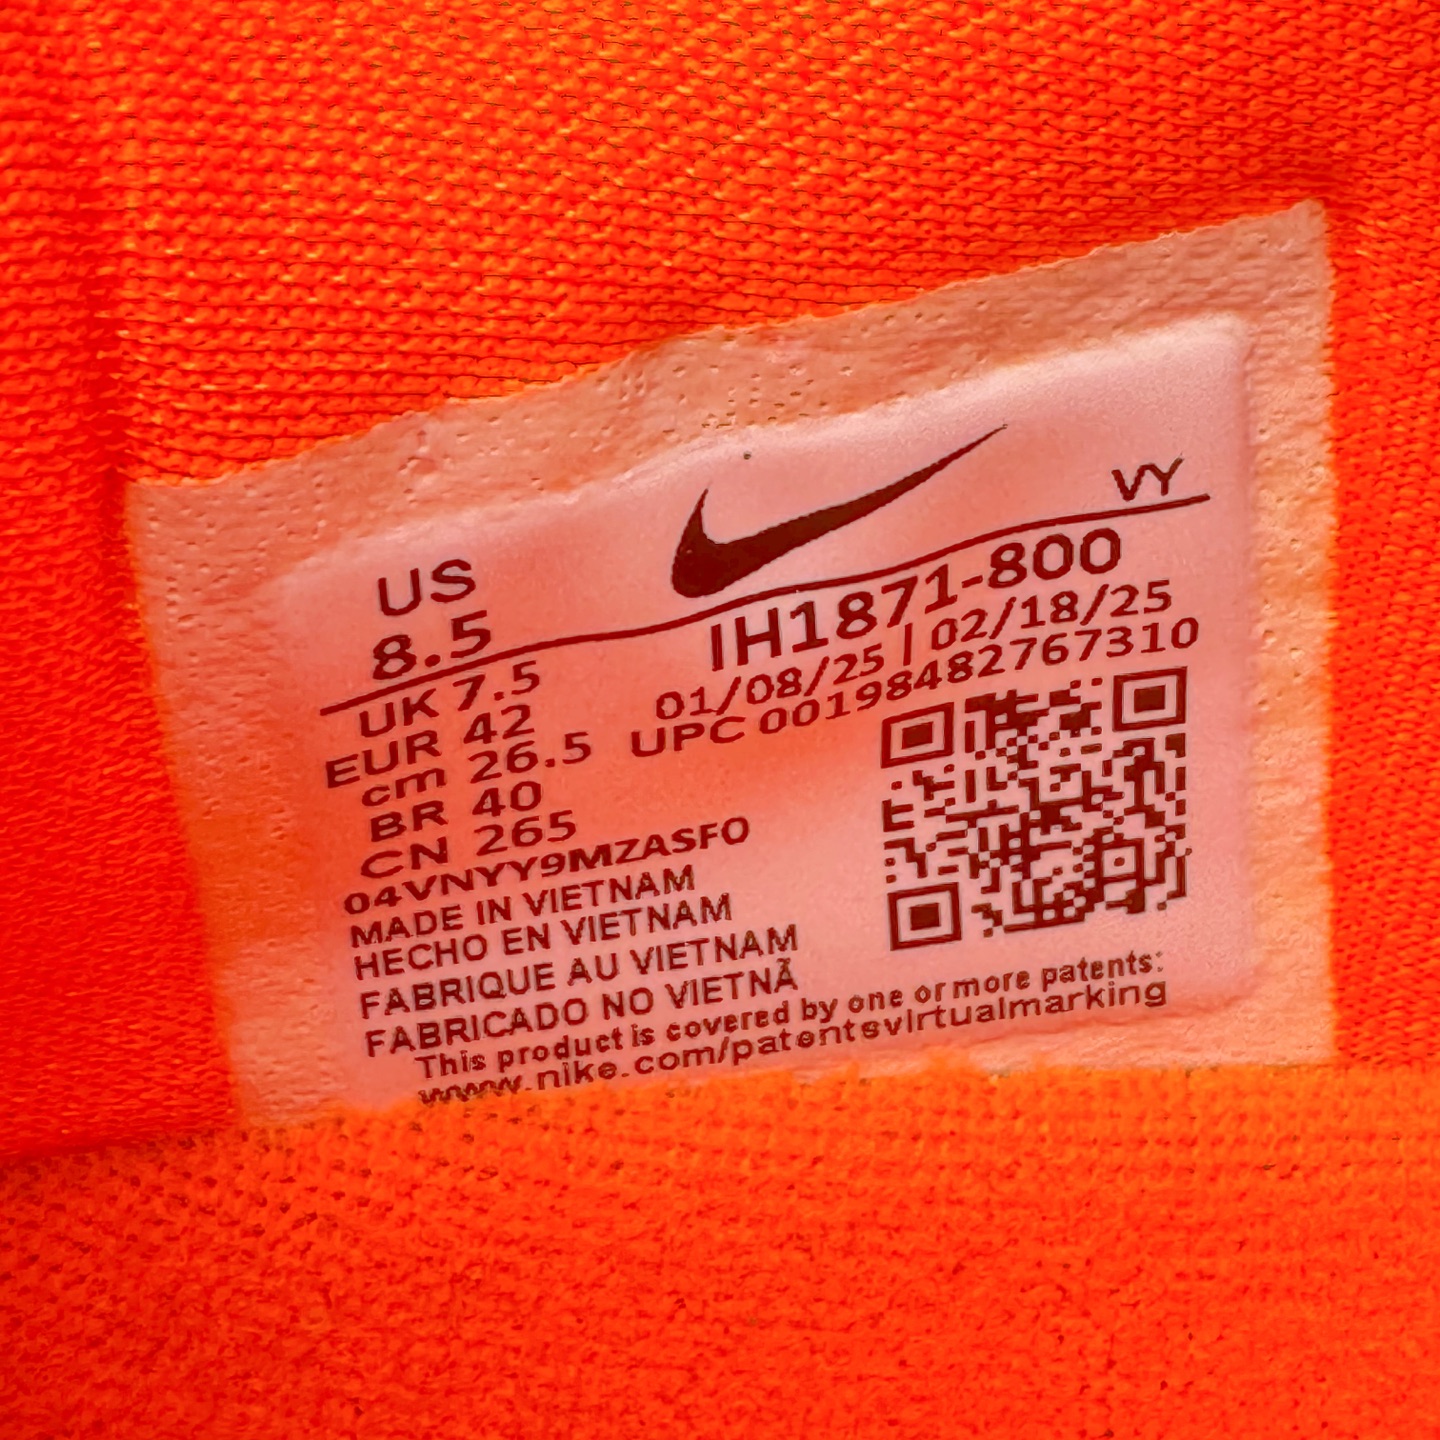 VY
US
8.5
UK 7.5
EUR 42
cm 26.5
BR 40
CN 265
IH1871-800
01/08/25 | 02/18/25
UPC 00198482767310
04VNYY9MZASFO
MADE IN VIETNAM
HECHO EN VIETNAM
FABRIQUE AU VIETNAM
FABRICADO NO VIETNÃ
This product is covered by one or more patents:
www.nike.com/patentsvirtualmarking